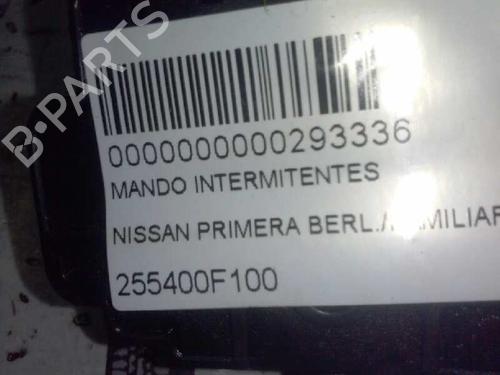 B-PARTS
0000000000293336
MANDO INTERMITENTES
NISSAN PRIMERA BERL./
255400F100